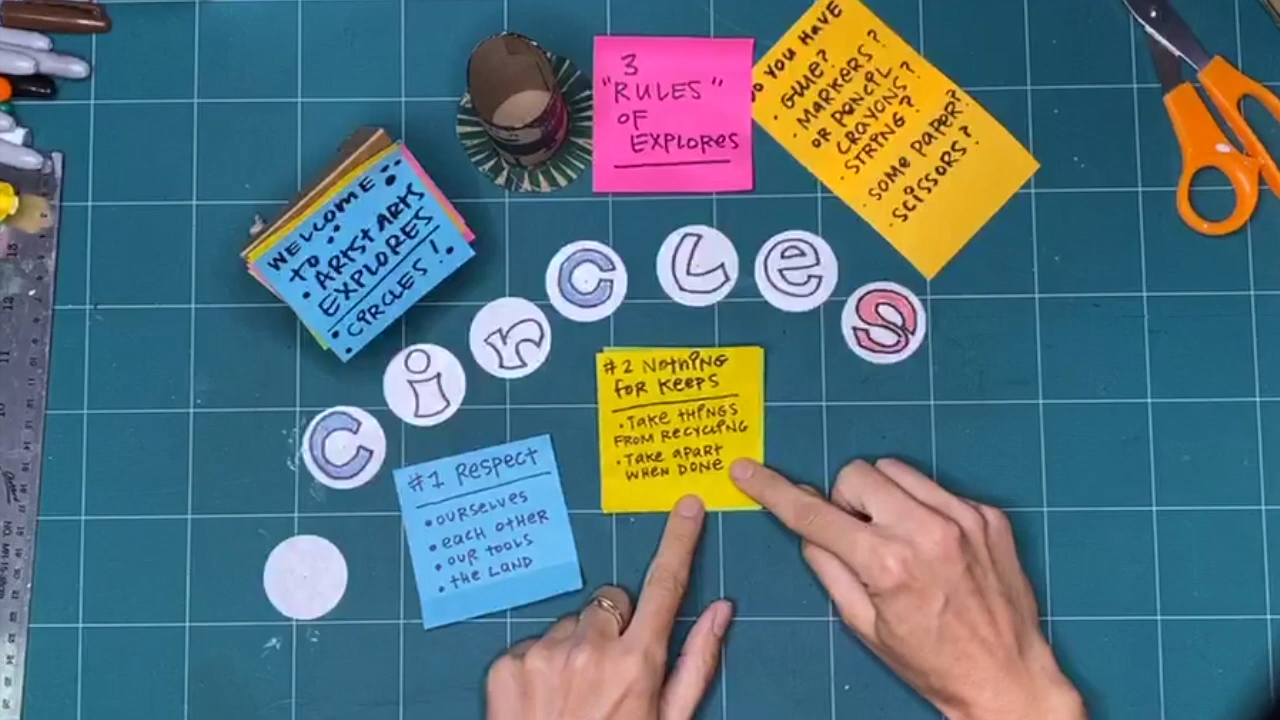 3
"RULES"
OF
EXPLORES
DO YOU HAVE
• GLUE?
• MARKERS?
OR PENCIL
CRAYONS?
• STRING?
• SOME PAPER?
• SCISSORS?
WELCOME
to
ARTSTARTS
EXPLORES
• CIRCLES!
CirCLeS
#2 NOTHING
FOR KEEPS
• TAKE THINGS
FROM RECYCLING
• TAKE APART
WHEN DONE
#1 RESPECT
• OURSELVES
• EACH OTHER
• OUR TOOLS
• THE LAND